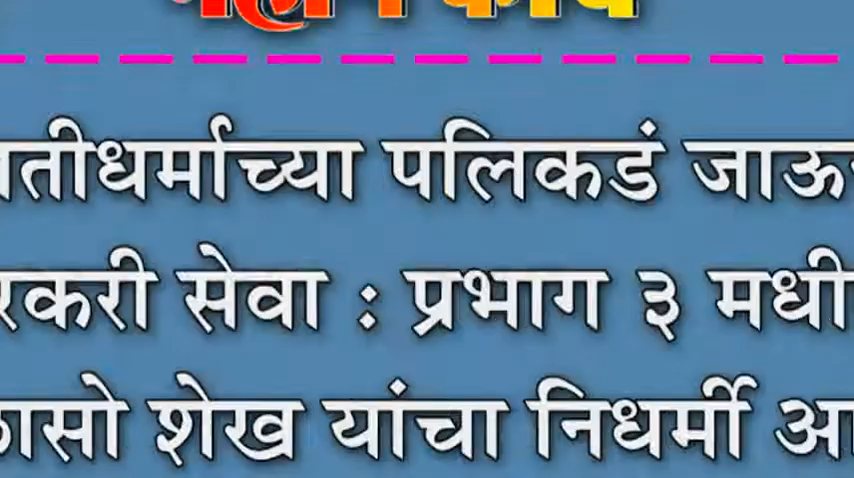 तीधर्माच्या पलिकडं जाऊ
रकरी सेवा : प्रभाग ३ मधी
सो शेख यांचा निधर्मी आ